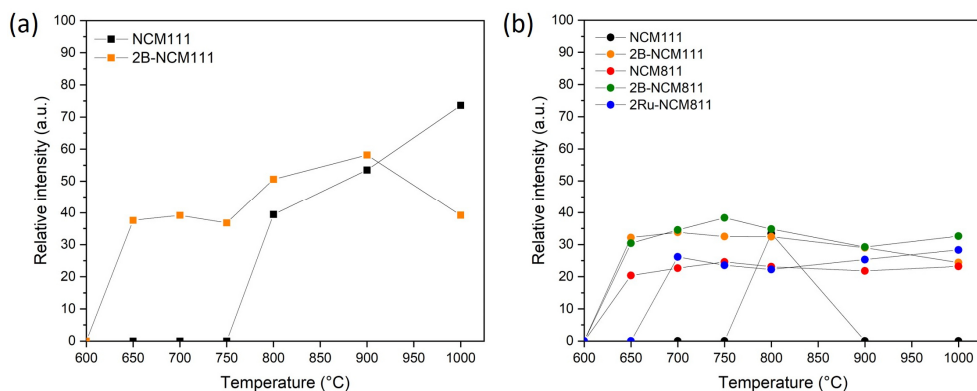 (a)
NCM111
2B-NCM111
Relative intensity (a.u.)
100
90
80
70
60
50
40
30
20
10
0
600 650 700 750 800 850 900 950 1000
Temperature (°C)
(b)
NCM111
2B-NCM111
NCM811
2B-NCM811
2Ru-NCM811
Relative intensity (a.u.)
100
90
80
70
60
50
40
30
20
10
0
600 650 700 750 800 850 900 950 1000
Temperature (°C)